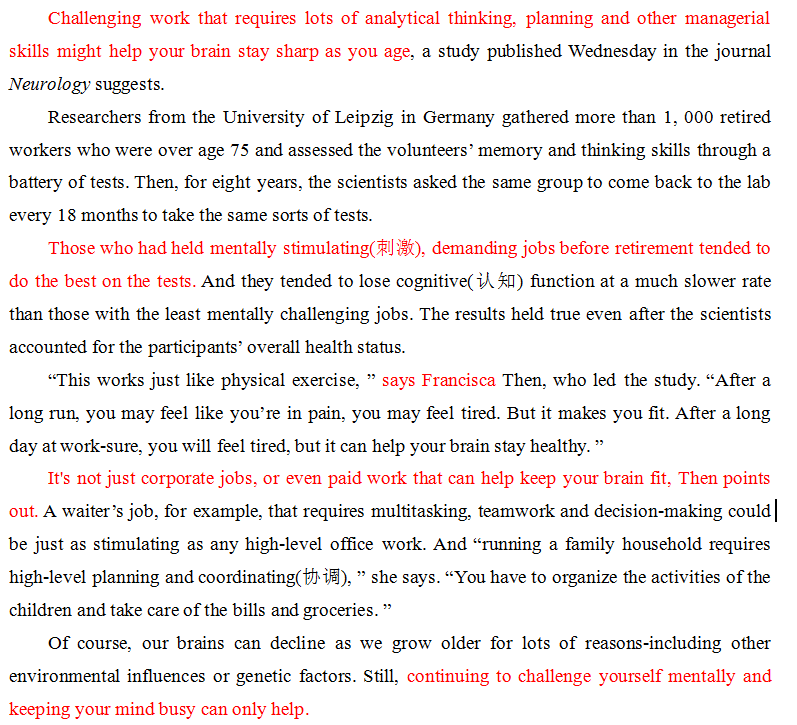 Challenging work that requires lots of analytical thinking, planning and other managerial
skills might help your brain stay sharp as you age, a study published Wednesday in the journal
Neurology suggests.
Researchers from the University of Leipzig in Germany gathered more than 1, 000 retired
workers who were over age 75 and assessed the volunteers’ memory and thinking skills through a
battery of tests. Then, for eight years, the scientists asked the same group to come back to the lab
every 18 months to take the same sorts of tests.
Those who had held mentally stimulating(刺激), demanding jobs before retirement tended to
do the best on the tests. And they tended to lose cognitive(认知) function at a much slower rate
than those with the least mentally challenging jobs. The results held true even after the scientists
accounted for the participants’ overall health status.
“This works just like physical exercise, ” says Francisca Then, who led the study. “After a
long run, you may feel like you’re in pain, you may feel tired. But it makes you fit. After a long
day at work-sure, you will feel tired, but it can help your brain stay healthy. ”
It's not just corporate jobs, or even paid work that can help keep your brain fit, Then points
out. A waiter’s job, for example, that requires multitasking, teamwork and decision-making could
be just as stimulating as any high-level office work. And “running a family household requires
high-level planning and coordinating(协调), ” she says. “You have to organize the activities of the
children and take care of the bills and groceries. ”
Of course, our brains can decline as we grow older for lots of reasons-including other
environmental influences or genetic factors. Still, continuing to challenge yourself mentally and
keeping your mind busy can only help.